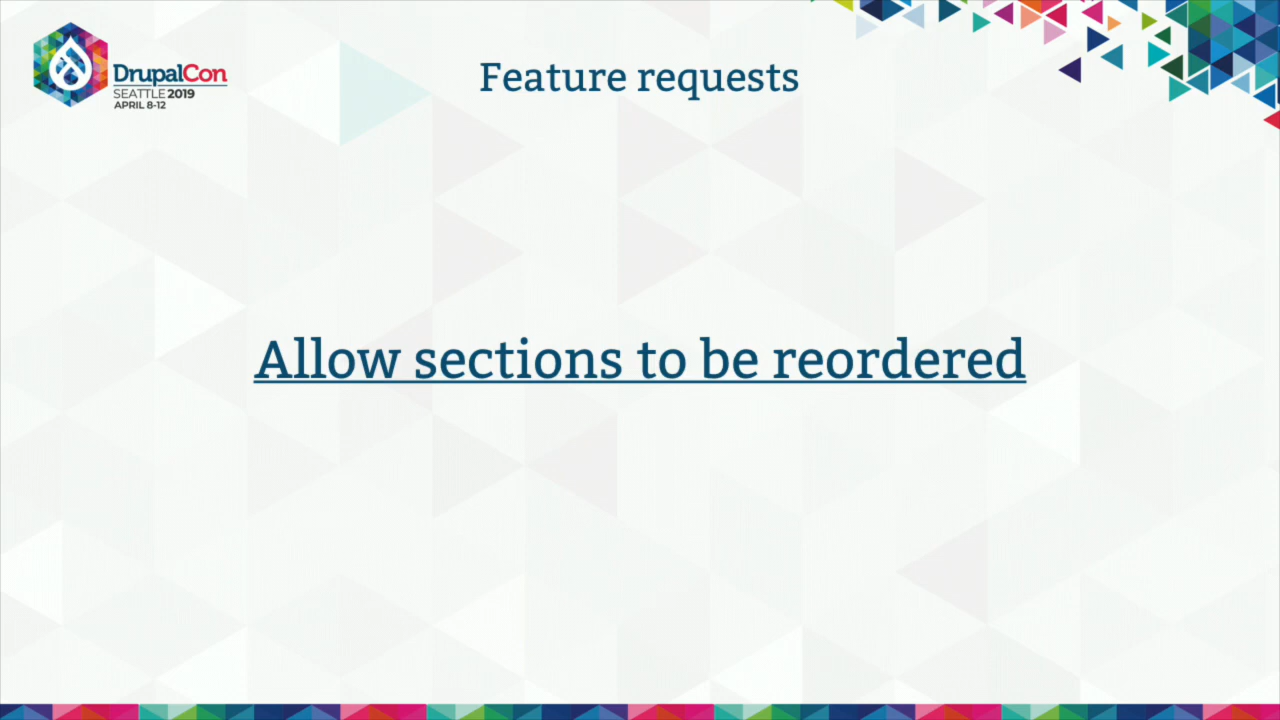 DrupalCon
SEATTLE 2019
APRIL 8-12
Feature requests
Allow sections to be reordered